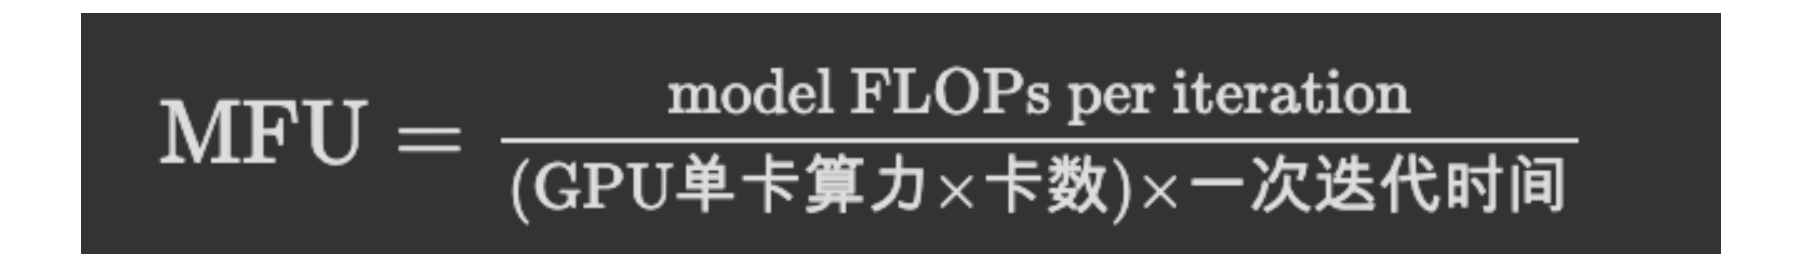 MFU = model FLOPs per iteration
(GPU单卡算力×卡数)×一次迭代时间